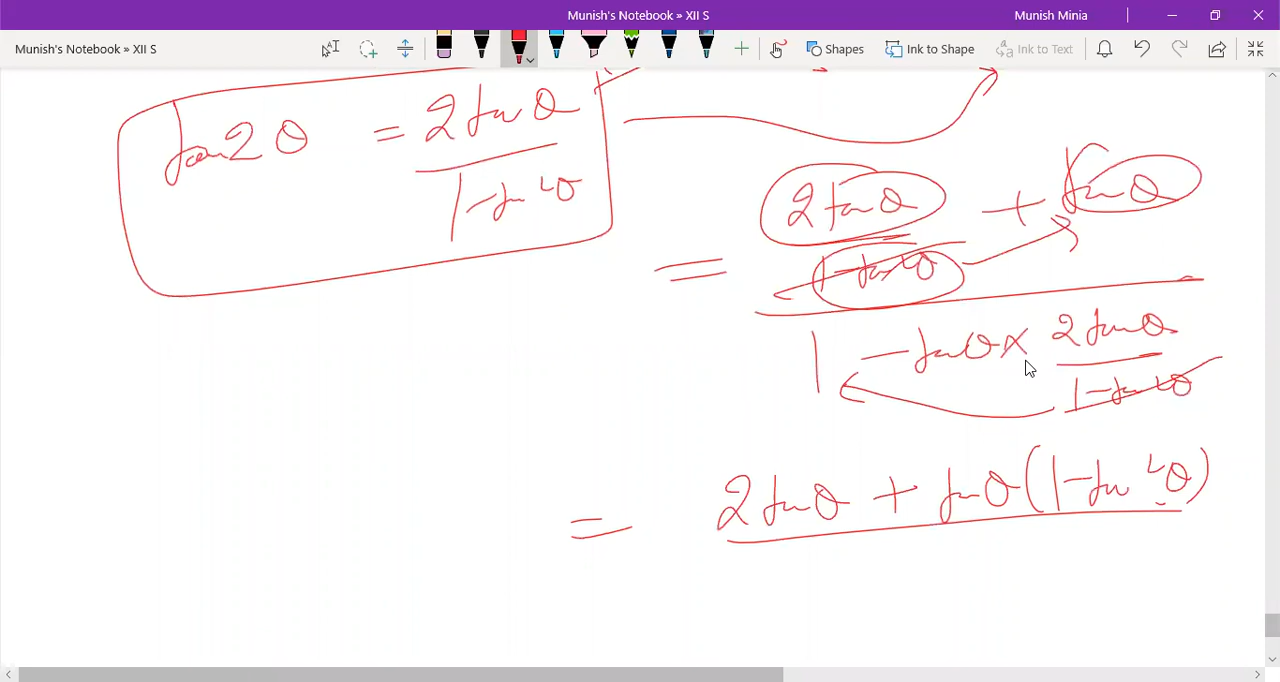 Munish's Notebook » XII S
Munish Minia
Munish's Notebook » XII S
Shapes
Ink to Shape
Ink to Text
tan2θ = 2tanθ
1-tan²θ
2tanθ + tanθ
= 1-tan²θ
1 - tanθ × 2tanθ
1-tan²θ
= 2tanθ + tanθ(1-tan²θ)